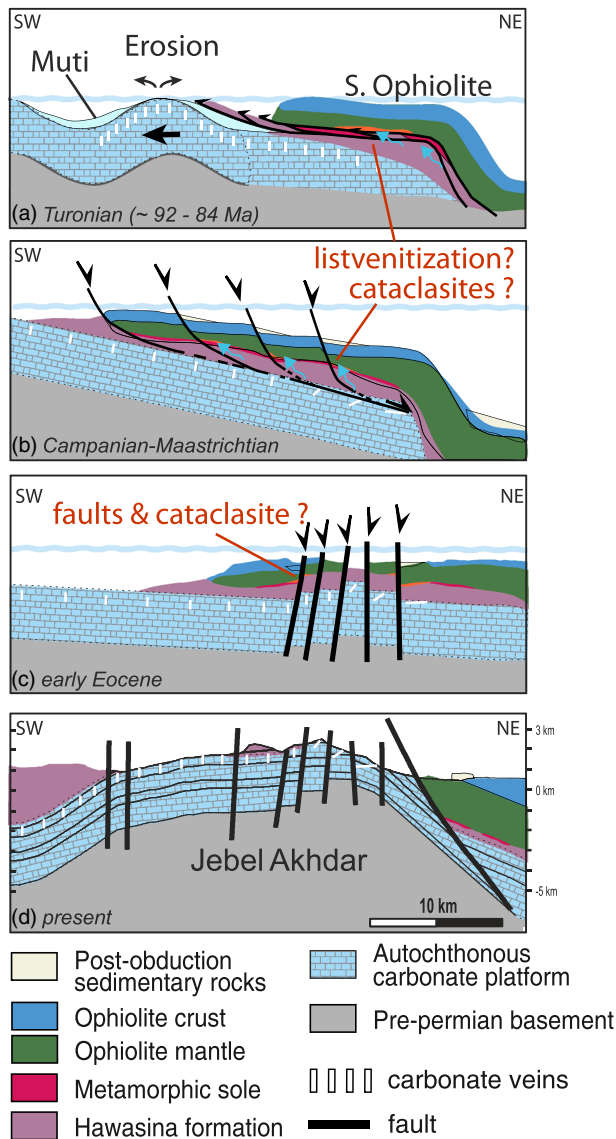 SW
NE
Erosion
Muti
S. Ophiolite
(a) Turonian (~ 92 - 84 Ma)
SW
NE
listvenitization?
cataclasites ?
(b) Campanian-Maastrichtian
SW
NE
faults & cataclasite ?
(c) early Eocene
SW
NE
3 km
0 km
Jebel Akhdar
-5 km
10 km
(d) present
Post-obduction
sedimentary rocks
Ophiolite crust
Ophiolite mantle
Metamorphic sole
Hawasina formation
Autochthonous
carbonate platform
Pre-permian basement
carbonate veins
fault